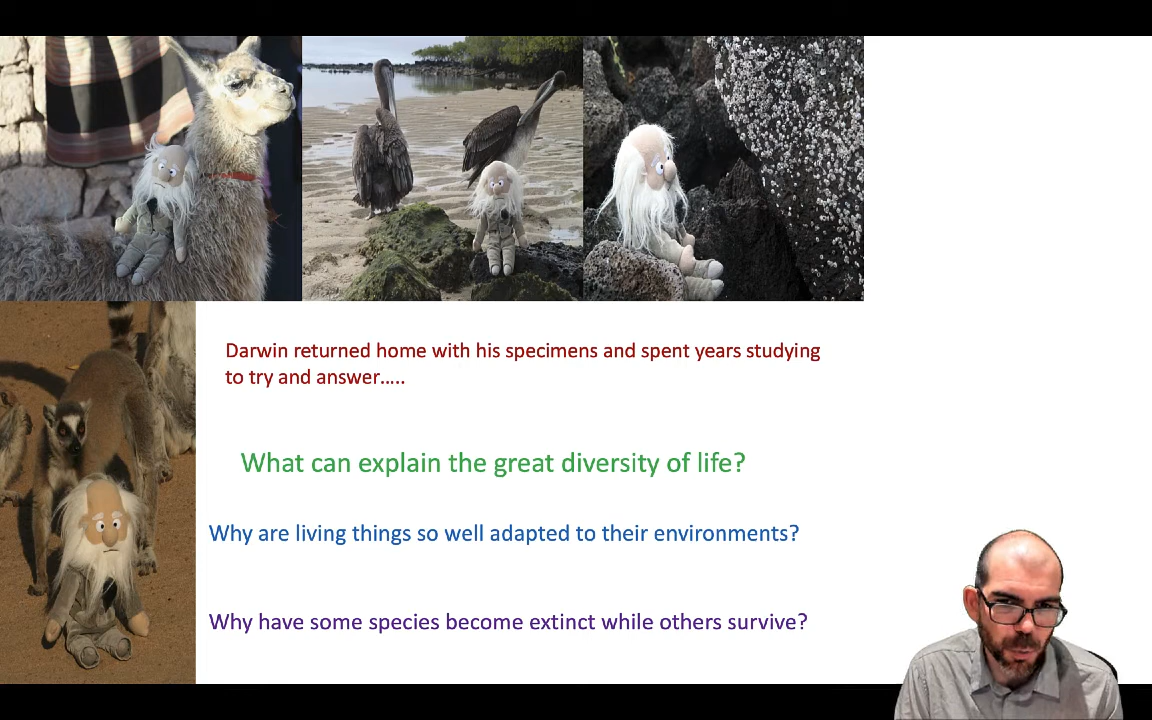 Darwin returned home with his specimens and spent years studying
to try and answer.....
What can explain the great diversity of life?
Why are living things so well adapted to their environments?
Why have some species become extinct while others survive?